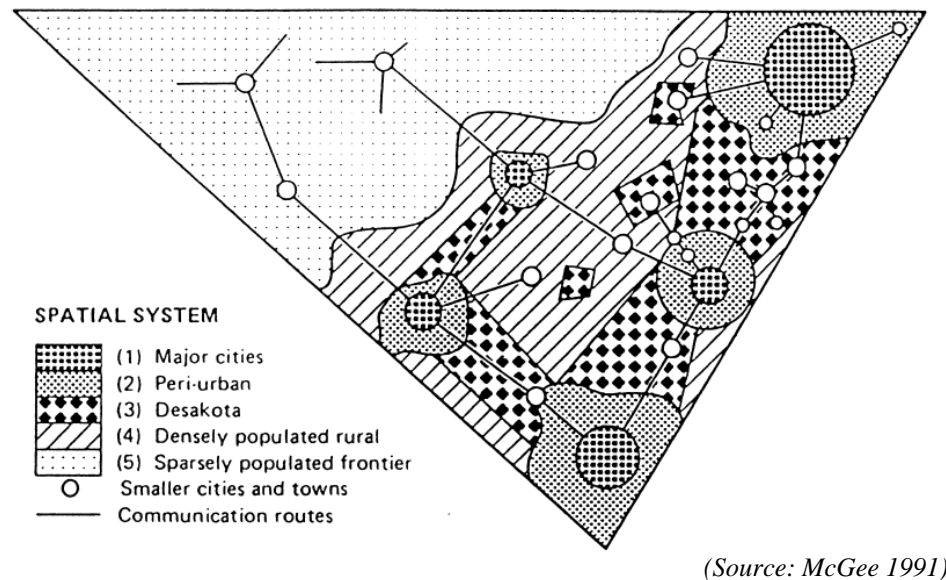 SPATIAL SYSTEM
(1) Major cities
(2) Peri-urban
(3) Desakota
(4) Densely populated rural
(5) Sparsely populated frontier
Smaller cities and towns
Communication routes
(Source: McGee 1991)